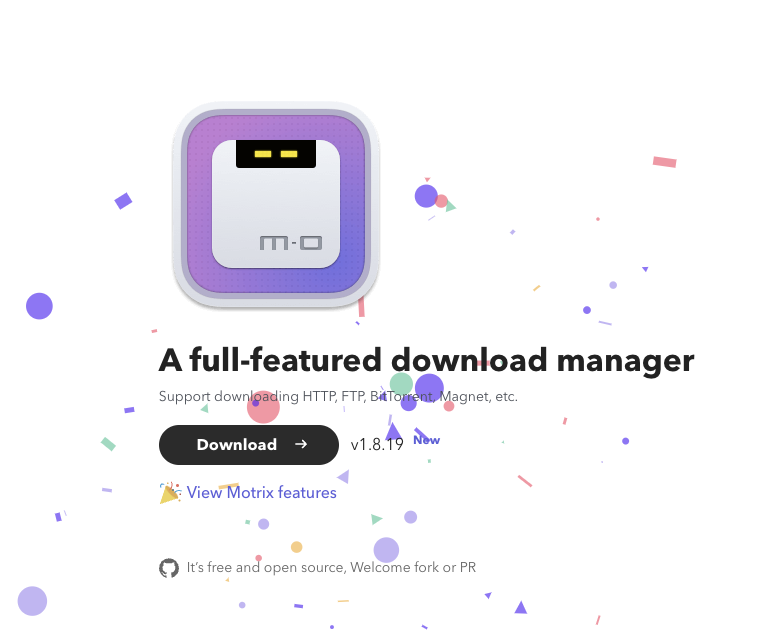 m-o
A full-featured download manager
Support downloading HTTP, FTP, BitTorrent, Magnet, etc.
Download → v1.8.19 New
View Motrix features
It's free and open source, Welcome fork or PR